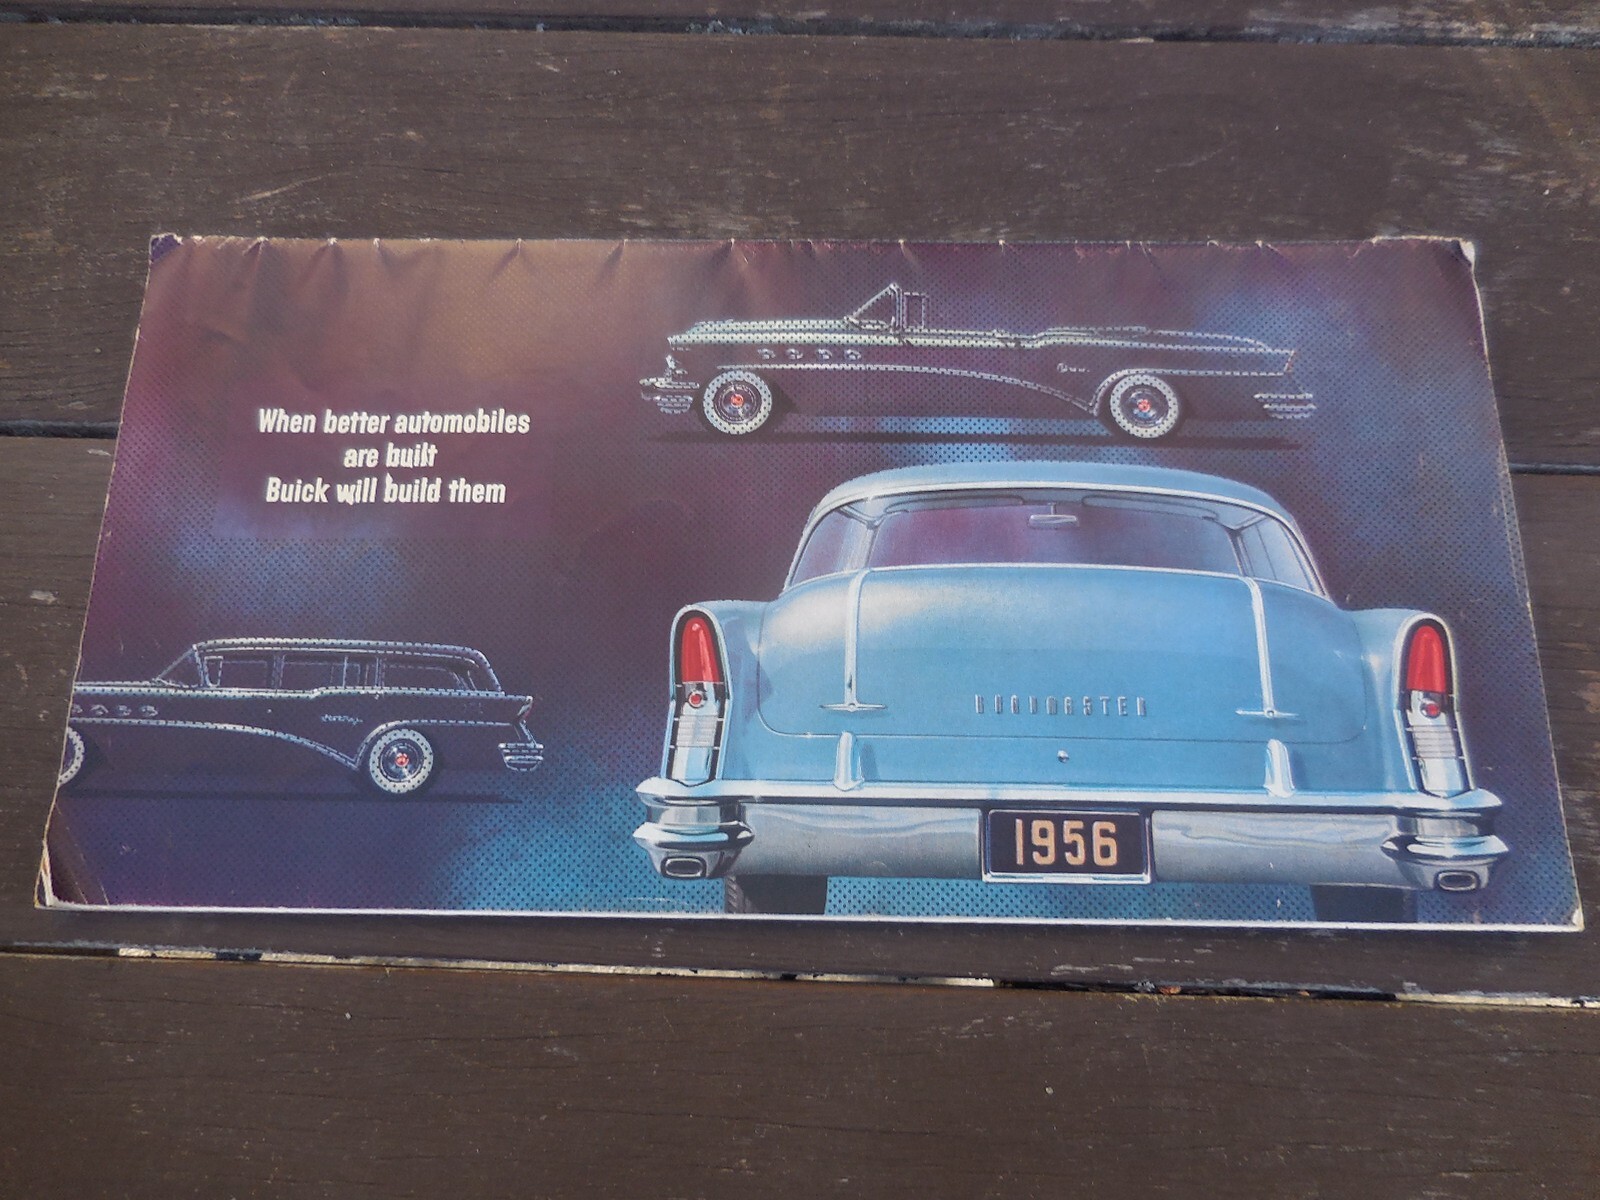 When better automobiles
are built
Buick will build them
ROADMASTER
1956